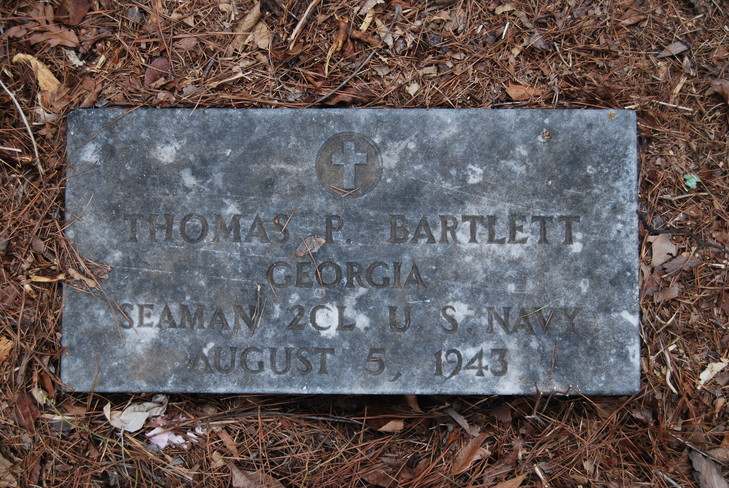 THOMAS P. BARTLETT
GEORGIA
SEAMAN 2CL U S NAVY
AUGUST 5, 1943